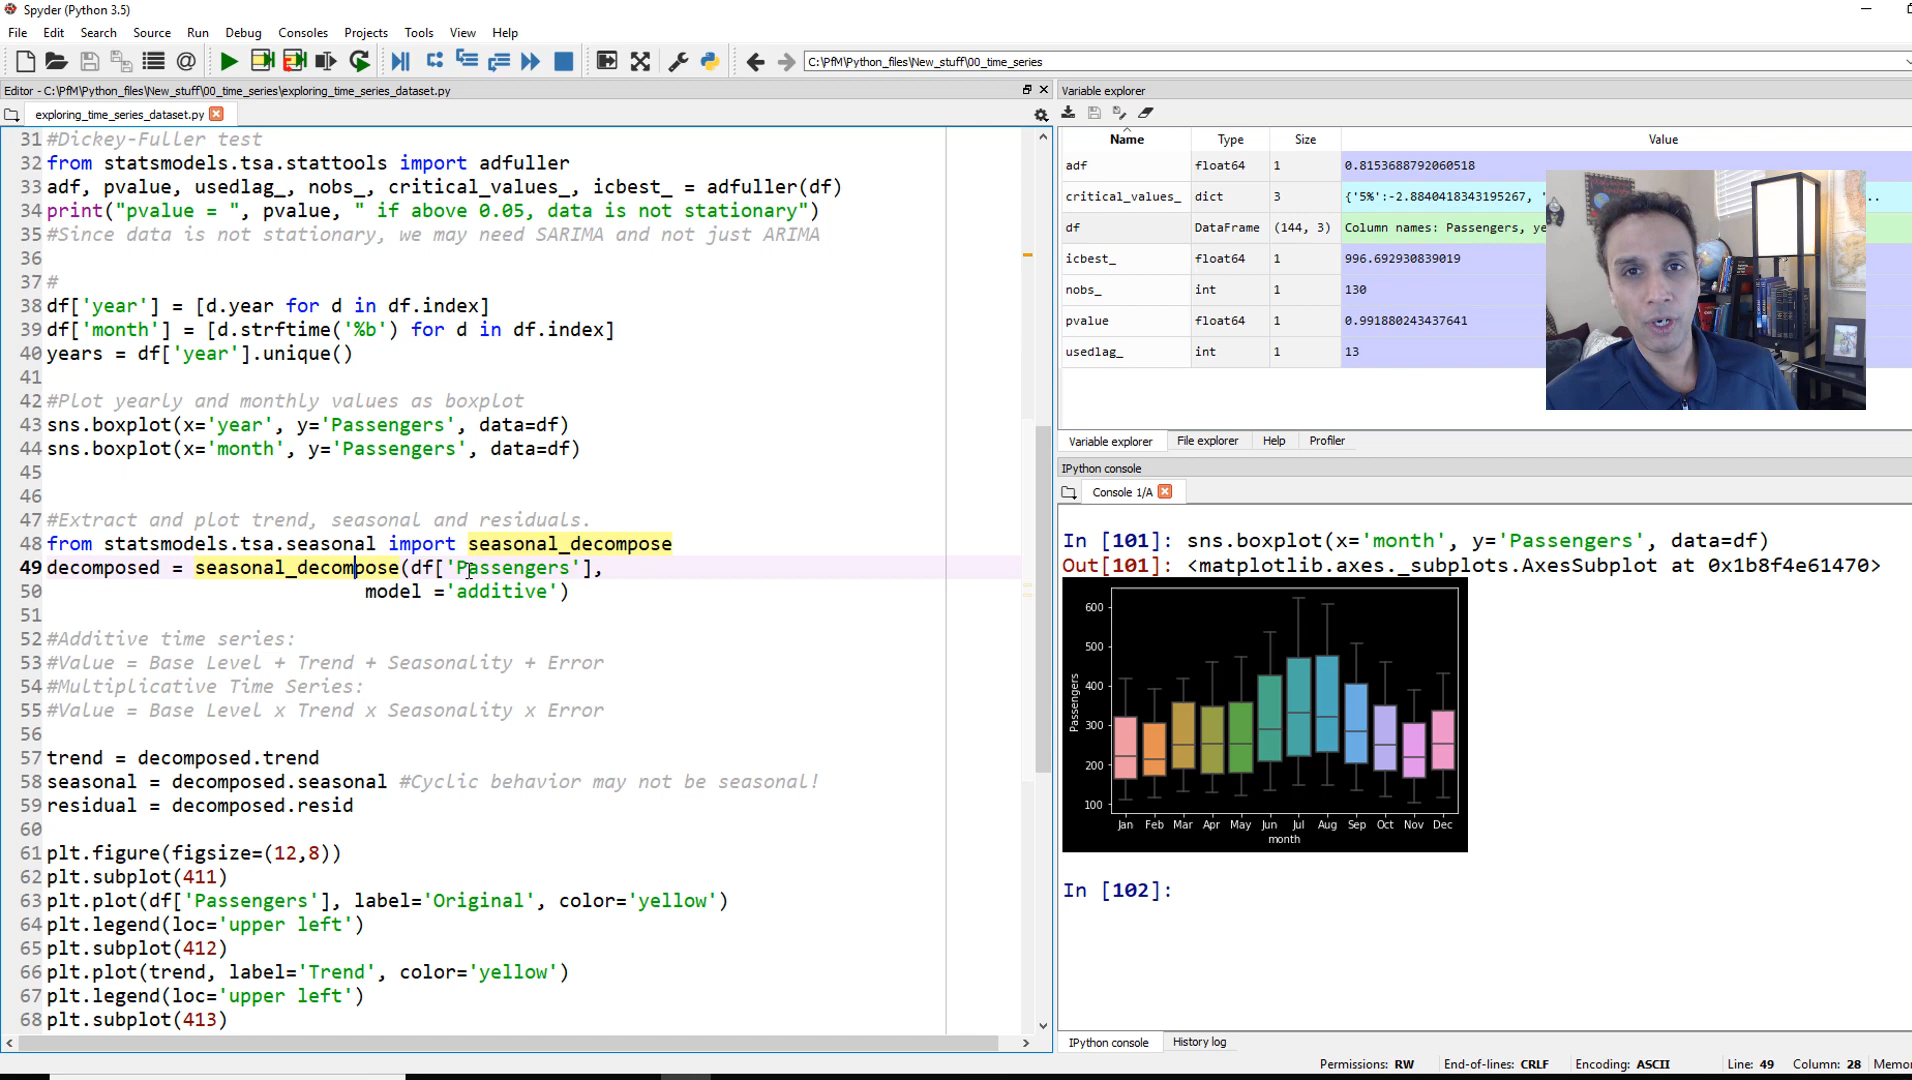 Spyder (Python 3.5)
File Edit Search Source Run Debug Consoles Projects Tools View Help
C:\PfM\Python_files\New_stuff\00_time_series
Editor - C:\PfM\Python_files\New_stuff\00_time_series\exploring_time_series_dataset.py
exploring_time_series_dataset.py
31 #Dickey-Fuller test
32 from statsmodels.tsa.stattools import adfuller
33 adf, pvalue, usedlag_, nobs_, critical_values_, icbest_ = adfuller(df)
34 print("pvalue = ", pvalue, " if above 0.05, data is not stationary")
35 #Since data is not stationary, we may need SARIMA and not just ARIMA
36
37 #
38 df['year'] = [d.year for d in df.index]
39 df['month'] = [d.strftime('%b') for d in df.index]
40 years = df['year'].unique()
41
42 #Plot yearly and monthly values as boxplot
43 sns.boxplot(x='year', y='Passengers', data=df)
44 sns.boxplot(x='month', y='Passengers', data=df)
45
46
47 #Extract and plot trend, seasonal and residuals.
48 from statsmodels.tsa.seasonal import seasonal_decompose
49 decomposed = seasonal_decompose(df['Passengers'],
50 model ='additive')
51
52 #Additive time series:
53 #Value = Base Level + Trend + Seasonality + Error
54 #Multiplicative Time Series:
55 #Value = Base Level x Trend x Seasonality x Error
56
57 trend = decomposed.trend
58 seasonal = decomposed.seasonal #Cyclic behavior may not be seasonal!
59 residual = decomposed.resid
60
61 plt.figure(figsize=(12,8))
62 plt.subplot(411)
63 plt.plot(df['Passengers'], label='Original', color='yellow')
64 plt.legend(loc='upper left')
65 plt.subplot(412)
66 plt.plot(trend, label='Trend', color='yellow')
67 plt.legend(loc='upper left')
68 plt.subplot(413)
Variable explorer
Name Type Size Value
adf float64 1 0.8153688792060518
critical_values_ dict 3 {'5%':-2.8840418343195267, ' ..
df DataFrame (144, 3) Column names: Passengers, ye
icbest_ float64 1 996.692930839019
nobs_ int 1 130
pvalue float64 1 0.991880243437641
usedlag_ int 1 13
Variable explorer File explorer Help Profiler
IPython console
Console 1/A
In [101]: sns.boxplot(x='month', y='Passengers', data=df)
Out[101]: <matplotlib.axes._subplots.AxesSubplot at 0x1b8f4e61470>
600
500
400
300
200
100
Passengers
Jan Feb Mar Apr May Jun Jul Aug Sep Oct Nov Dec
month
In [102]:
IPython console History log
Permissions: RW End-of-lines: CRLF Encoding: ASCII Line: 49 Column: 28 Memor